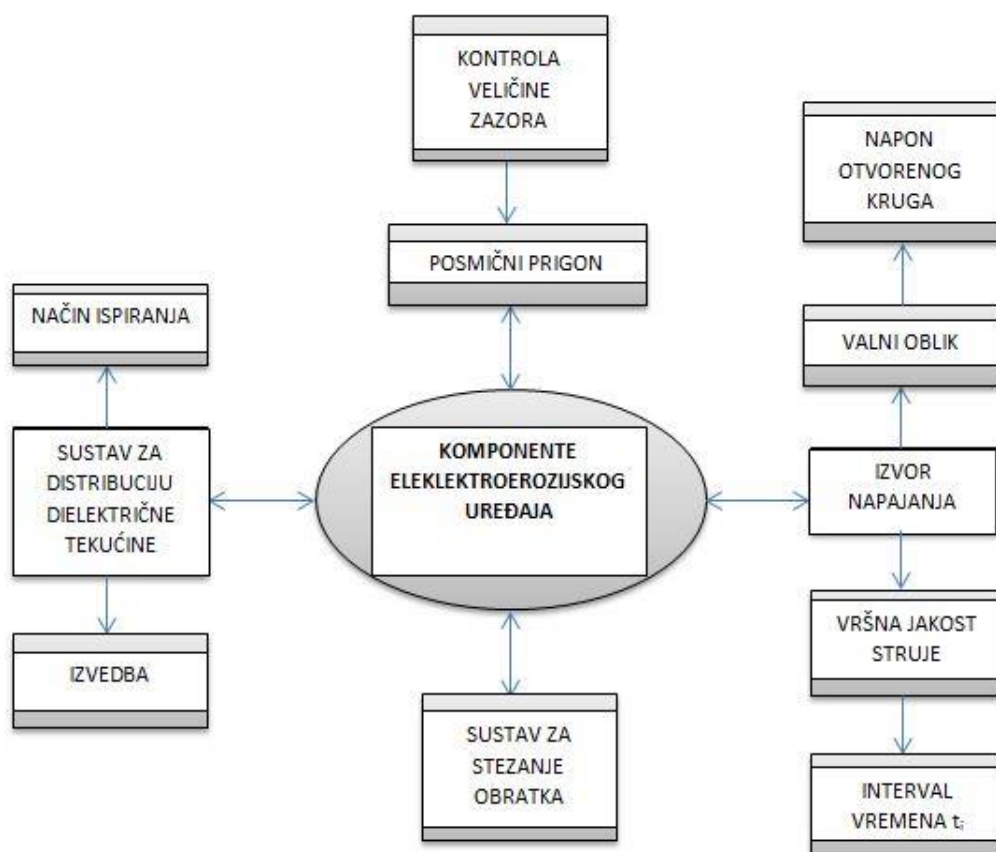 KONTROLA
VELIČINE
ZAZORA
NAPON
OTVORENOG
KRUGA
POSMIČNI PRIGON
NAČIN ISPIRANJA
VALNI OBLIK
SUSTAV ZA
DISTRIBUCIJU
DIELEKTRIČNE
TEKUĆINE
KOMPONENTE
ELEKLEKTROEROZIJSKOG
UREĐAJA
IZVOR
NAPAJANJA
IZVEDBA
VRŠNA JAKOST
STRUJE
SUSTAV ZA
STEZANJE
OBRATKA
INTERVAL
VREMENA tᵢ